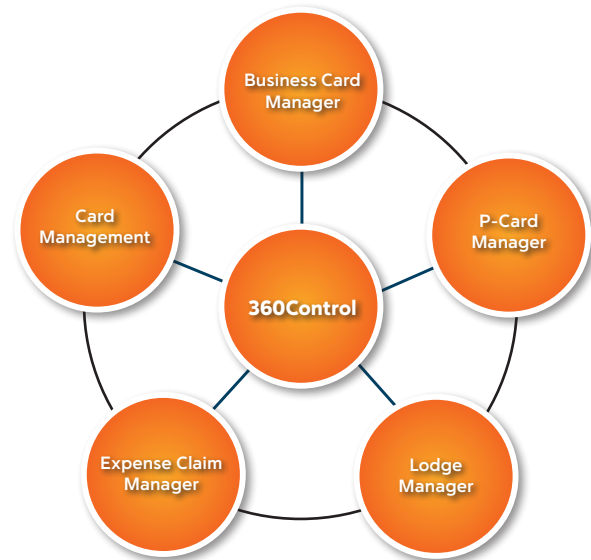 Business Card
Manager
Card
Management
P-Card
Manager
360Control
Expense Claim
Manager
Lodge
Manager